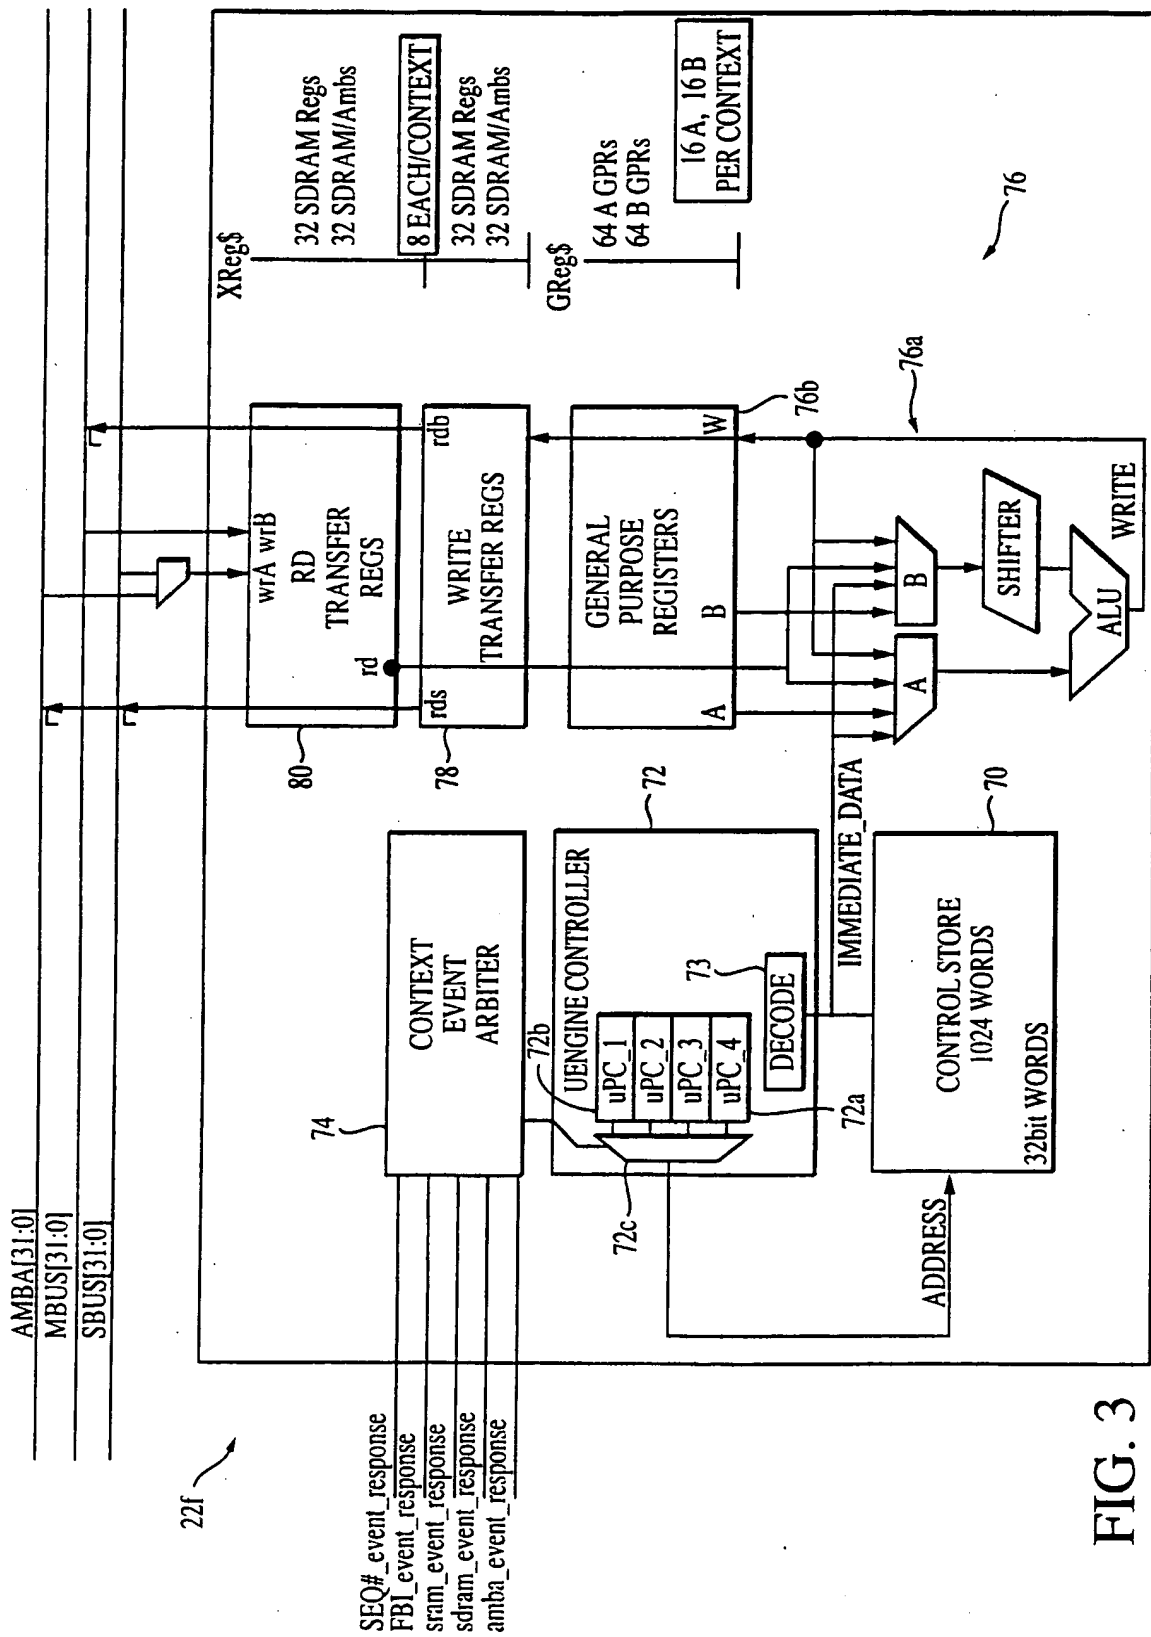 AMBA[31:0]
MBUS[31:0]
SBUS[31:0]
22f
SEQ#_event_response
FBI_event_response
sram_event_response
sdram_event_response
amba_event_response
74
CONTEXT
EVENT
ARBITER
72
UENGINE CONTROLLER
72b
uPC_1
uPC_2
uPC_3
uPC_4
72a
72c
73
DECODE
IMMEDIATE_DATA
ADDRESS
70
CONTROL STORE
1024 WORDS
32bit WORDS
80
wrA wrB
RD
TRANSFER
REGS
rd
78
rds
rdb
WRITE
TRANSFER REGS
GENERAL
PURPOSE
REGISTERS
A
B
W
76b
A
B
SHIFTER
ALU
WRITE
76a
76
XReg$
32 SDRAM Regs
32 SDRAM/Ambs
8 EACH/CONTEXT
32 SDRAM Regs
32 SDRAM/Ambs
GReg$
64 A GPRs
64 B GPRs
16 A, 16 B
PER CONTEXT
FIG. 3